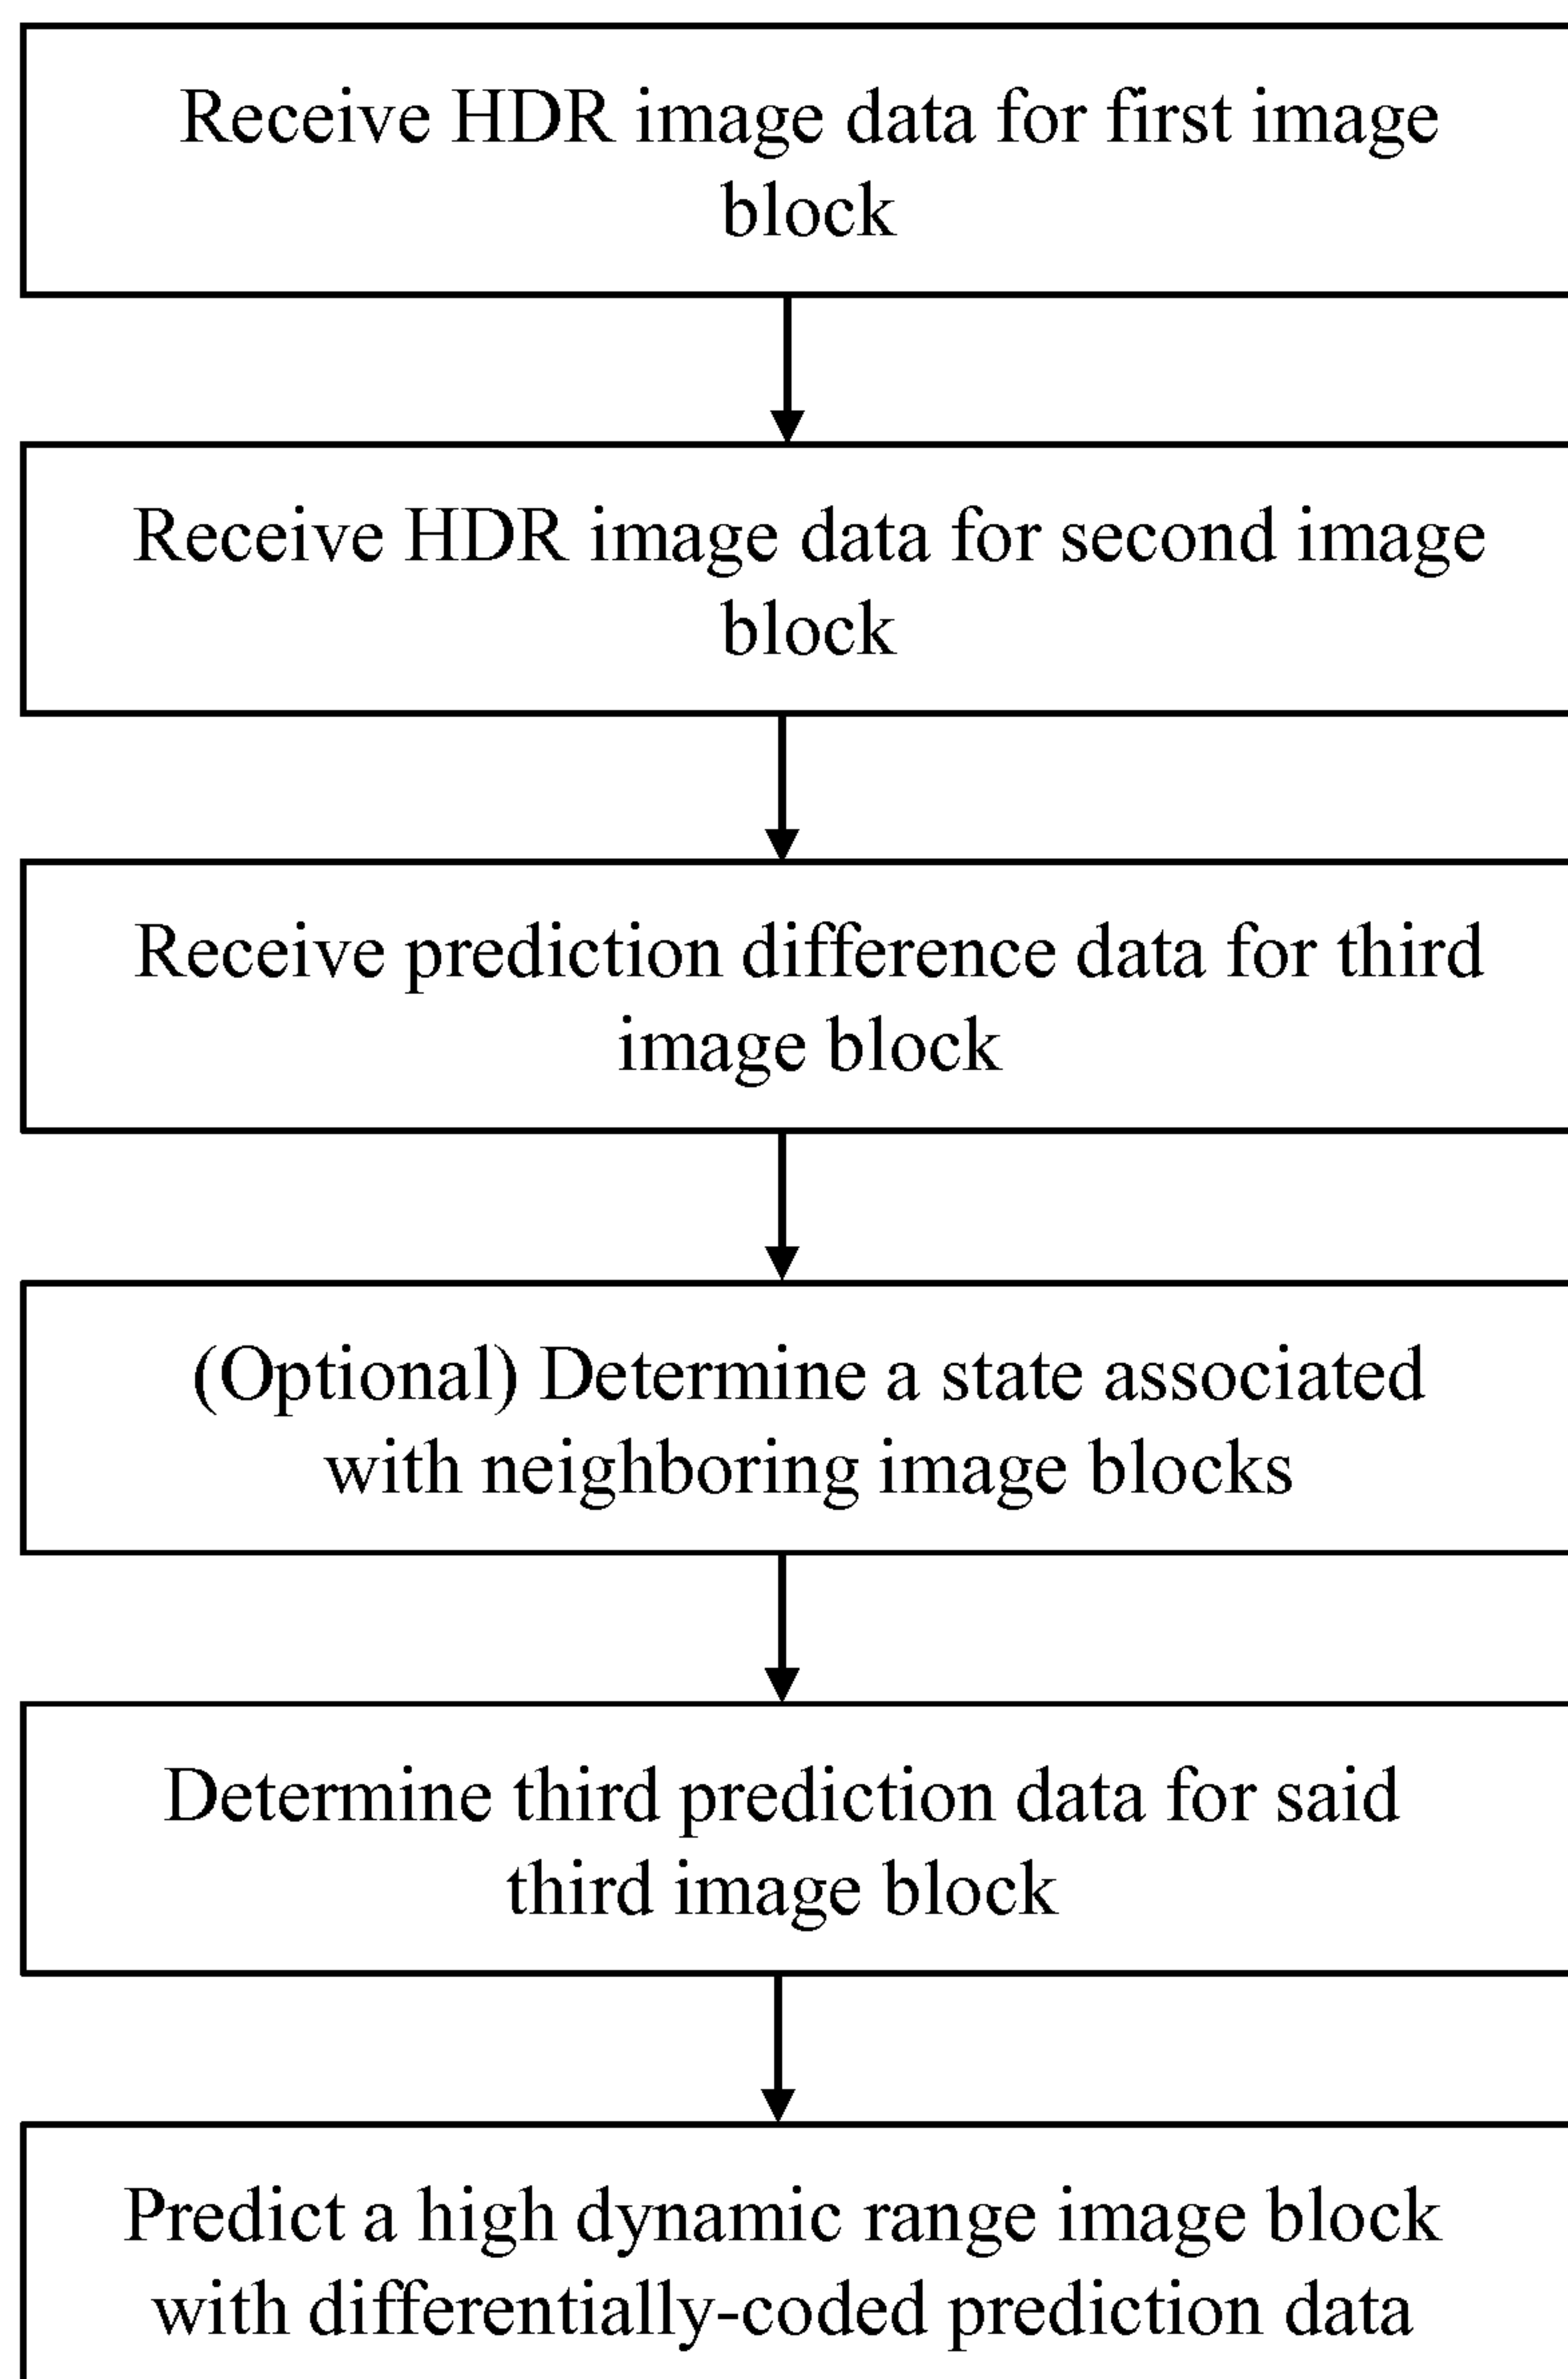 Receive HDR image data for first image
block
Receive HDR image data for second image
block
Receive prediction difference data for third
image block
(Optional) Determine a state associated
with neighboring image blocks
Determine third prediction data for said
third image block
Predict a high dynamic range image block
with differentially-coded prediction data